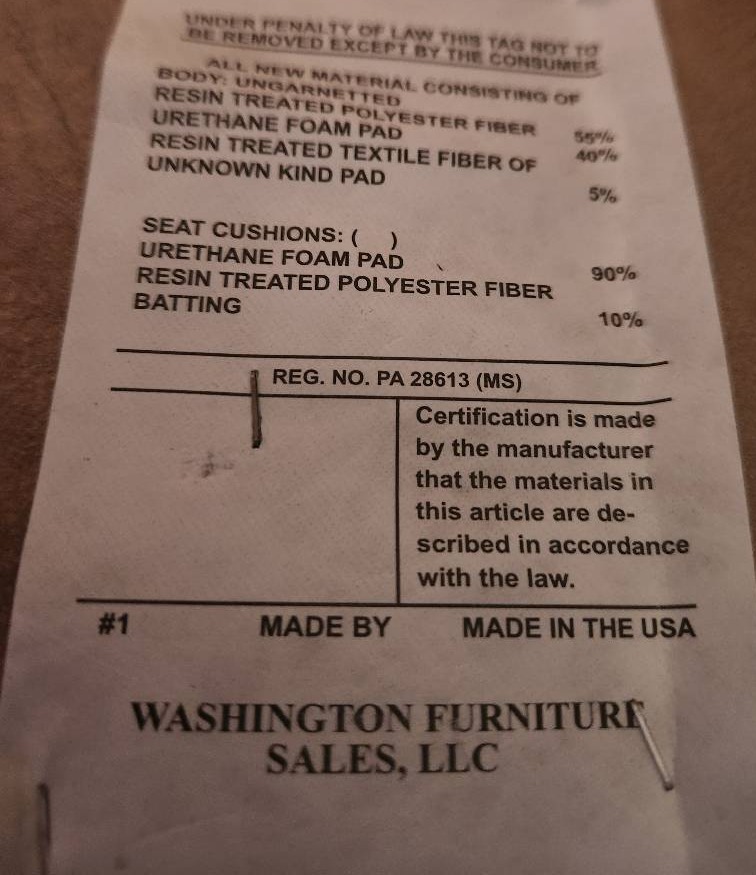 UNDER PENALTY OF LAW THIS TAG NOT TO
BE REMOVED EXCEPT BY THE CONSUMER
ALL NEW MATERIAL CONSISTING OF
BODY: UNGARNETTED
RESIN TREATED POLYESTER FIBER 55%
URETHANE FOAM PAD 40%
RESIN TREATED TEXTILE FIBER OF
UNKNOWN KIND PAD 5%
SEAT CUSHIONS: ( )
URETHANE FOAM PAD 90%
RESIN TREATED POLYESTER FIBER
BATTING 10%
REG. NO. PA 28613 (MS)
Certification is made
by the manufacturer
that the materials in
this article are de-
scribed in accordance
with the law.
#1 MADE BY MADE IN THE USA
WASHINGTON FURNITURE
SALES, LLC